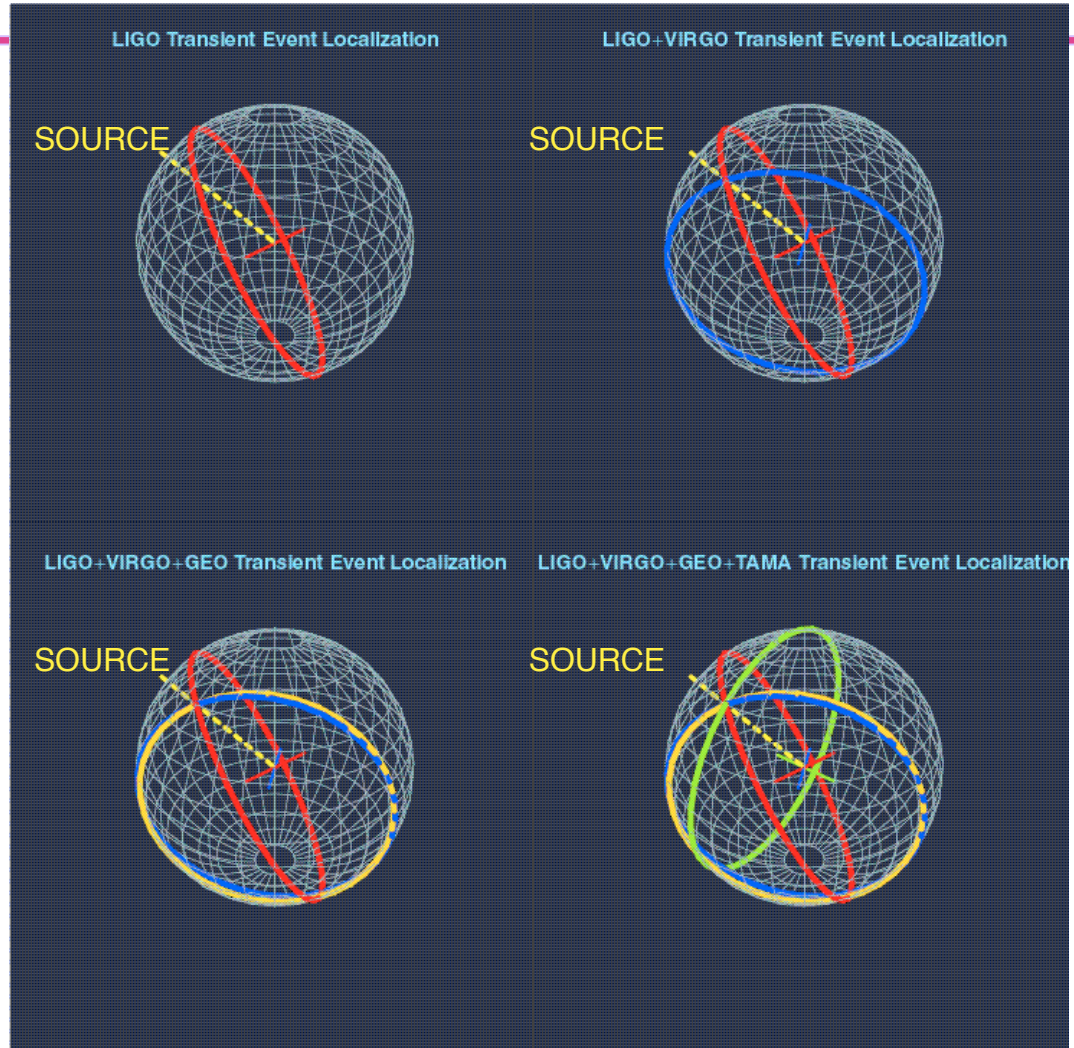 LIGO Transient Event Localization
LIGO+VIRGO Transient Event Localization
SOURCE
SOURCE
LIGO+VIRGO+GEO Transient Event Localization
LIGO+VIRGO+GEO+TAMA Transient Event Localization
SOURCE
SOURCE